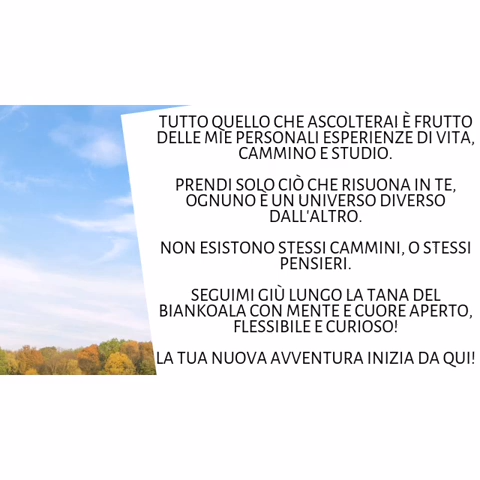 TUTTO QUELLO CHE ASCOLTERAI È FRUTTO
DELLE MIE PERSONALI ESPERIENZE DI VITA,
CAMMINO E STUDIO.
PRENDI SOLO CIÒ CHE RISUONA IN TE,
OGNUNO È UN UNIVERSO DIVERSO
DALL'ALTRO.
NON ESISTONO STESSI CAMMINI, O STESSI
PENSIERI.
SEGUIMI GIÙ LUNGO LA TANA DEL
BIANKOALA CON MENTE E CUORE APERTO,
FLESSIBILE E CURIOSO!
LA TUA NUOVA AVVENTURA INIZIA DA QUI!